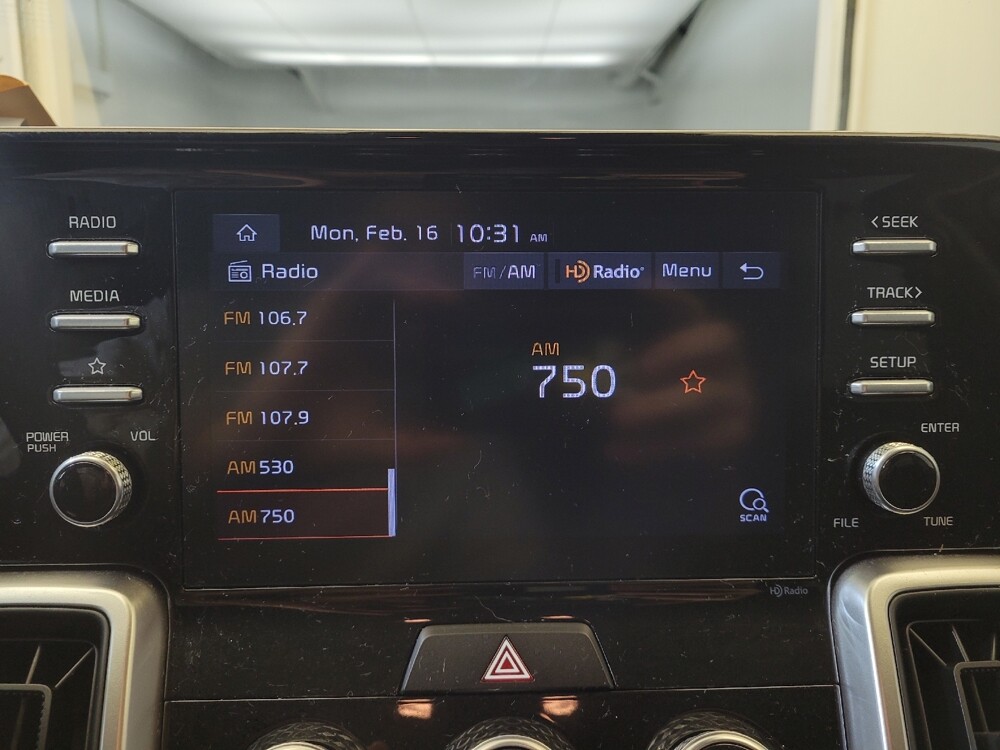 RADIO
MEDIA
POWER
PUSH
VOL
Mon, Feb. 16 10:31 AM
Radio
FM/AM
HD Radio
Menu
FM 106.7
FM 107.7
FM 107.9
AM 530
AM 750
AM
750
SCAN
<SEEK
TRACK>
SETUP
ENTER
FILE
TUNE
HD Radio